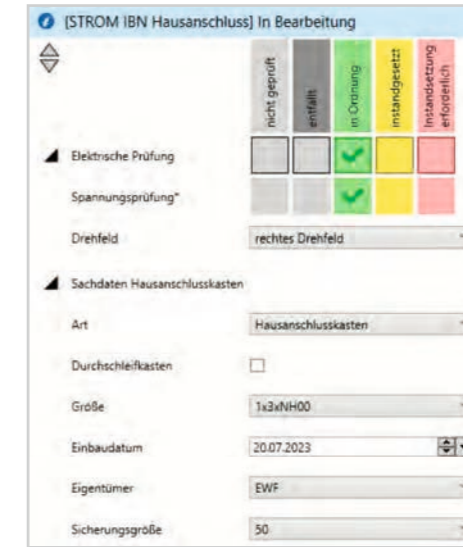 [STROM IBN Hausanschluss] In Bearbeitung
nicht geprüft
entfällt
in Ordnung
instandgesetzt
Instandsetzung
erforderlich
Elektrische Prüfung
Spannungsprüfung*
Drehfeld
rechtes Drehfeld
Sachdaten Hausanschlusskasten
Art
Hausanschlusskasten
Durchschleifkasten
Größe
1x3xNH00
Einbaudatum
20.07.2023
Eigentümer
EWF
Sicherungsgröße
50